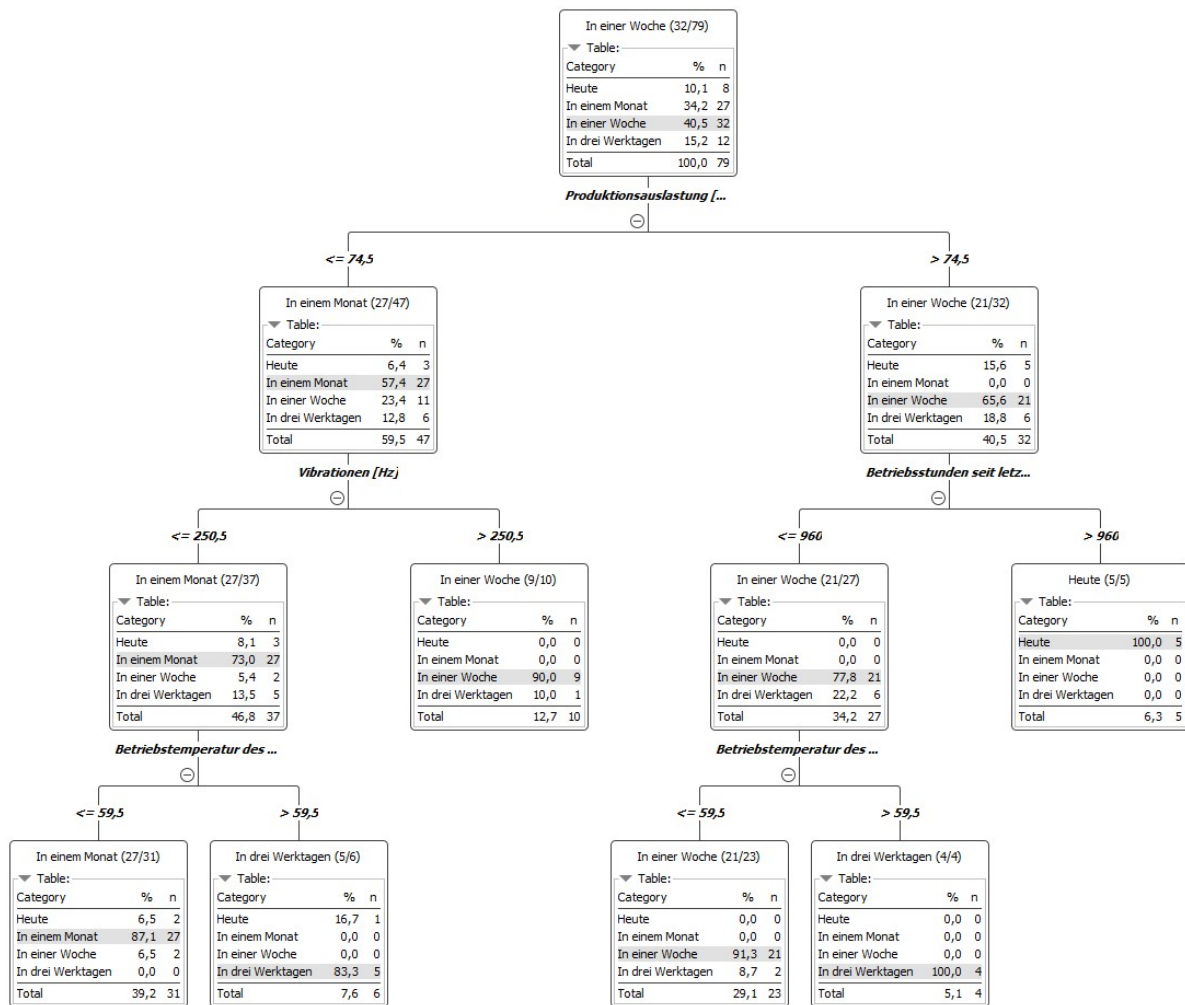 In einer Woche (32/79)
Table:
Category % n
Heute 10,1 8
In einem Monat 34,2 27
In einer Woche 40,5 32
In drei Werktagen 15,2 12
Total 100,0 79
Produktionsauslastung [...
<= 74,5
> 74,5
In einem Monat (27/47)
Table:
Category % n
Heute 6,4 3
In einem Monat 57,4 27
In einer Woche 23,4 11
In drei Werktagen 12,8 6
Total 59,5 47
Vibrationen [Hz]
In einer Woche (21/32)
Table:
Category % n
Heute 15,6 5
In einem Monat 0,0 0
In einer Woche 65,6 21
In drei Werktagen 18,8 6
Total 40,5 32
Betriebsstunden seit letz...
<= 250,5
> 250,5
<= 960
> 960
In einem Monat (27/37)
Table:
Category % n
Heute 8,1 3
In einem Monat 73,0 27
In einer Woche 5,4 2
In drei Werktagen 13,5 5
Total 46,8 37
Betriebstemperatur des ...
In einer Woche (9/10)
Table:
Category % n
Heute 0,0 0
In einem Monat 0,0 0
In einer Woche 90,0 9
In drei Werktagen 10,0 1
Total 12,7 10
In einer Woche (21/27)
Table:
Category % n
Heute 0,0 0
In einem Monat 0,0 0
In einer Woche 77,8 21
In drei Werktagen 22,2 6
Total 34,2 27
Betriebstemperatur des ...
Heute (5/5)
Table:
Category % n
Heute 100,0 5
In einem Monat 0,0 0
In einer Woche 0,0 0
In drei Werktagen 0,0 0
Total 6,3 5
<= 59,5
> 59,5
<= 59,5
> 59,5
In einem Monat (27/31)
Table:
Category % n
Heute 6,5 2
In einem Monat 87,1 27
In einer Woche 6,5 2
In drei Werktagen 0,0 0
Total 39,2 31
In drei Werktagen (5/6)
Table:
Category % n
Heute 16,7 1
In einem Monat 0,0 0
In einer Woche 0,0 0
In drei Werktagen 83,3 5
Total 7,6 6
In einer Woche (21/23)
Table:
Category % n
Heute 0,0 0
In einem Monat 0,0 0
In einer Woche 91,3 21
In drei Werktagen 8,7 2
Total 29,1 23
In drei Werktagen (4/4)
Table:
Category % n
Heute 0,0 0
In einem Monat 0,0 0
In einer Woche 0,0 0
In drei Werktagen 100,0 4
Total 5,1 4